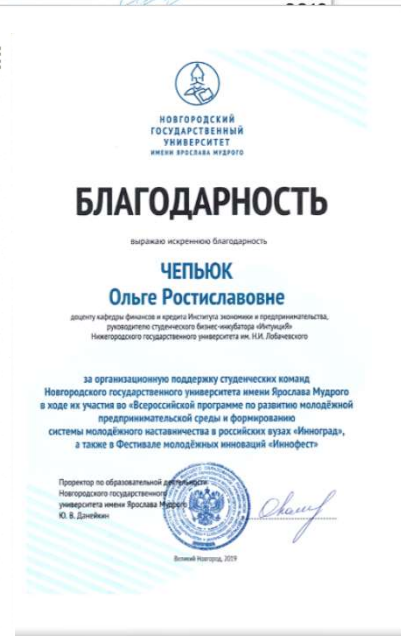 НОВГОРОДСКИЙ
ГОСУДАРСТВЕННЫЙ
УНИВЕРСИТЕТ
ИМЕНИ ЯРОСЛАВА МУДРОГО
БЛАГОДАРНОСТЬ
выражаю искреннюю благодарность
ЧЕПЬЮК
Ольге Ростиславовне
доценту кафедры финансов и кредита Института экономики и предпринимательства,
руководителю студенческого бизнес-инкубатора «ИнтуициЯ»
Нижегородского государственного университета им. Н.И. Лобачевского
за организационную поддержку студенческих команд
Новгородского государственного университета имени Ярослава Мудрого
в ходе их участия во «Всероссийской программе по развитию молодёжной
предпринимательской среды и формированию
системы молодёжного наставничества в российских вузах «Инноград»,
а также в Фестивале молодёжных инноваций «Иннофест»
Проректор по образовательной деятельности
Новгородского государственного
университета имени Ярослава Мудрого
Ю. В. Данейкин
Великий Новгород, 2019